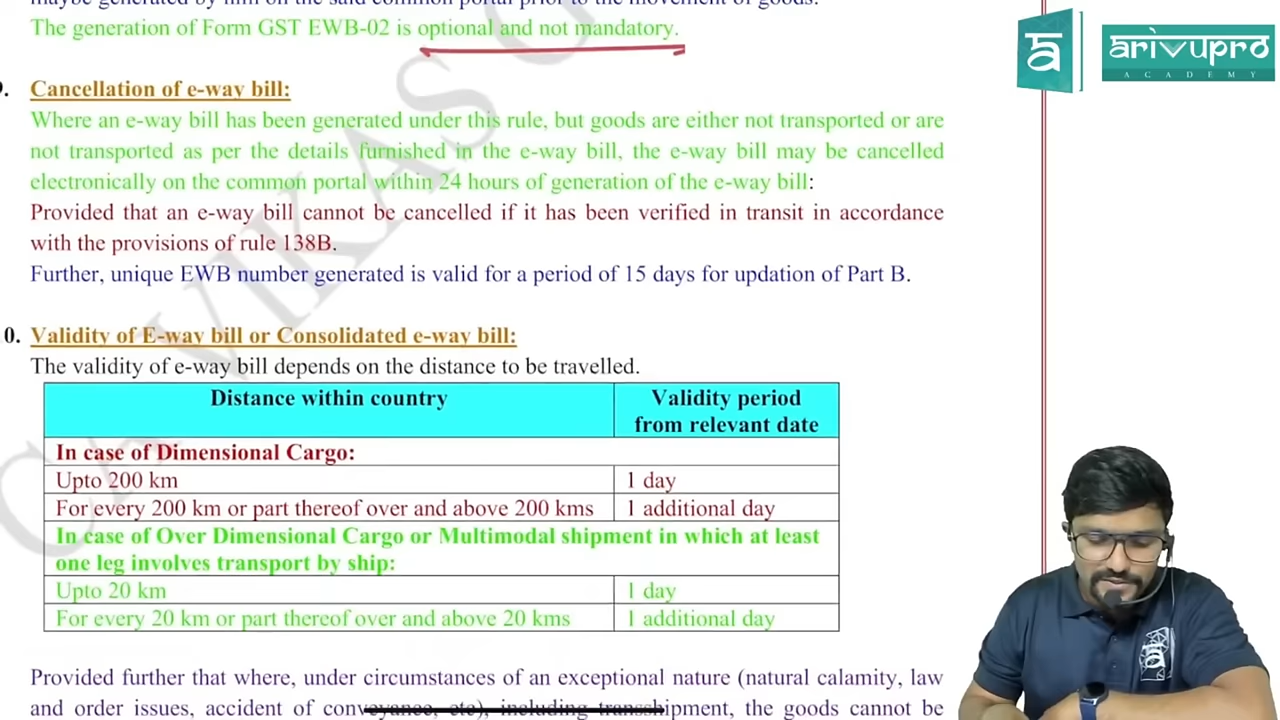 maybe generated by him on the said common portal prior to the movement of goods.
The generation of Form GST EWB-02 is optional and not mandatory.
arivupro
ACADEMY
9. Cancellation of e-way bill:
Where an e-way bill has been generated under this rule, but goods are either not transported or are
not transported as per the details furnished in the e-way bill, the e-way bill may be cancelled
electronically on the common portal within 24 hours of generation of the e-way bill:
Provided that an e-way bill cannot be cancelled if it has been verified in transit in accordance
with the provisions of rule 138B.
Further, unique EWB number generated is valid for a period of 15 days for updation of Part B.
0. Validity of E-way bill or Consolidated e-way bill:
The validity of e-way bill depends on the distance to be travelled.
Distance within country
Validity period
from relevant date
In case of Dimensional Cargo:
Upto 200 km
1 day
For every 200 km or part thereof over and above 200 kms
1 additional day
In case of Over Dimensional Cargo or Multimodal shipment in which at least
one leg involves transport by ship:
Upto 20 km
1 day
For every 20 km or part thereof over and above 20 kms
1 additional day
Provided further that where, under circumstances of an exceptional nature (natural calamity, law
and order issues, accident of conveyance, etc), including transshipment, the goods cannot be
CA VIKAS